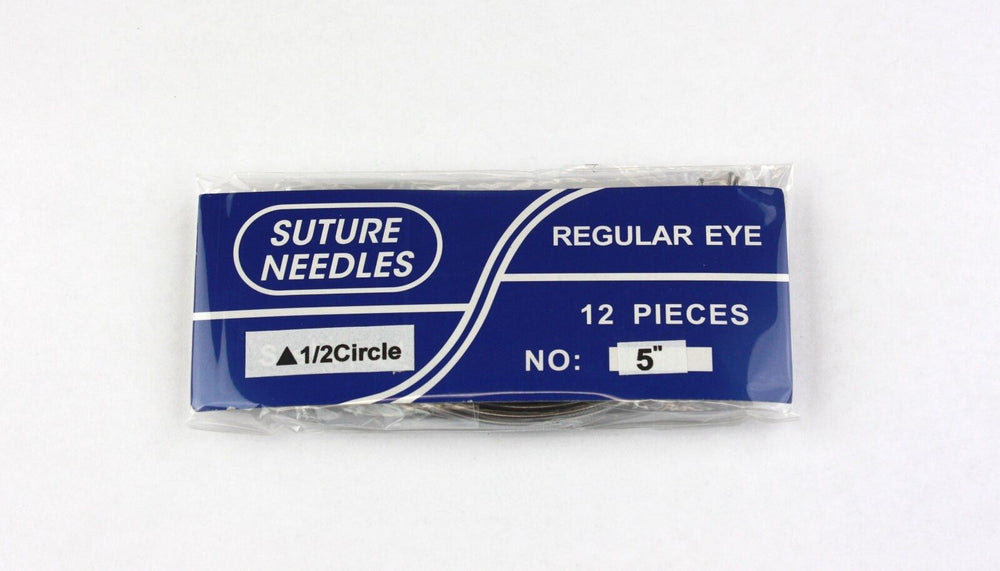 SUTURE
NEEDLES
▲1/2Circle
REGULAR EYE
12 PIECES
NO: 5"